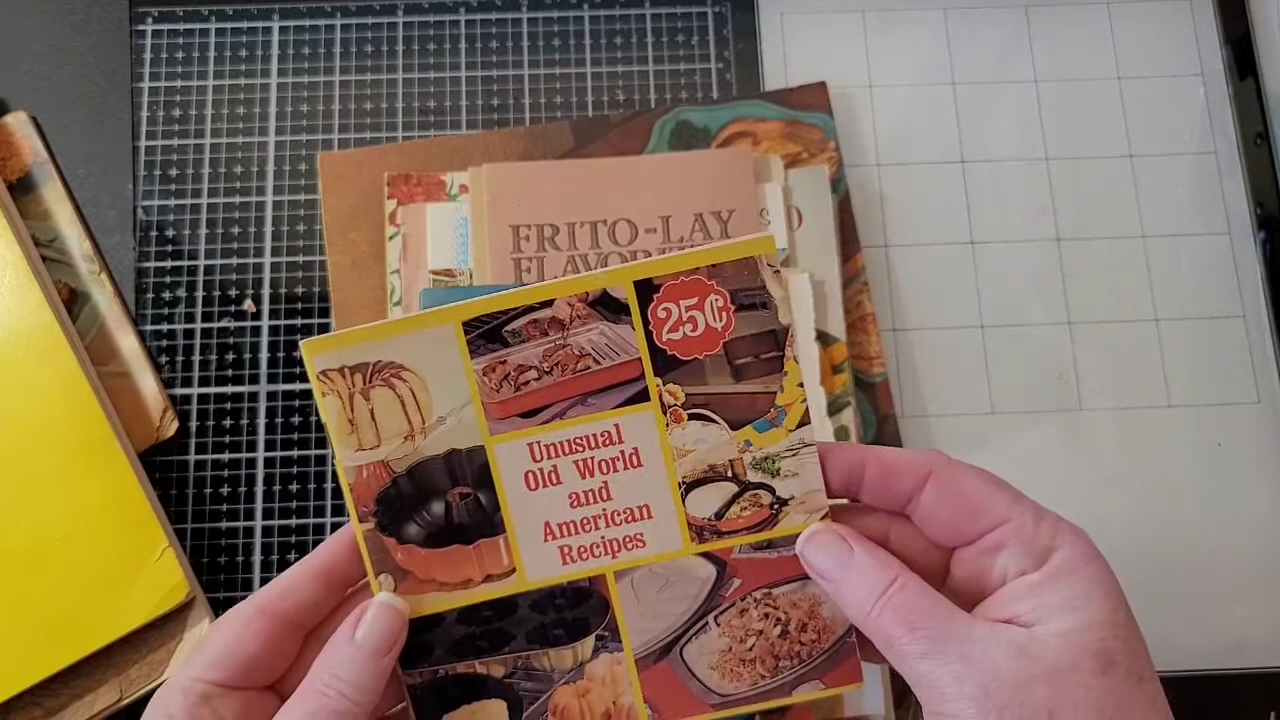 FRITO-LAY
25¢
Unusual
Old World
and
American
Recipes